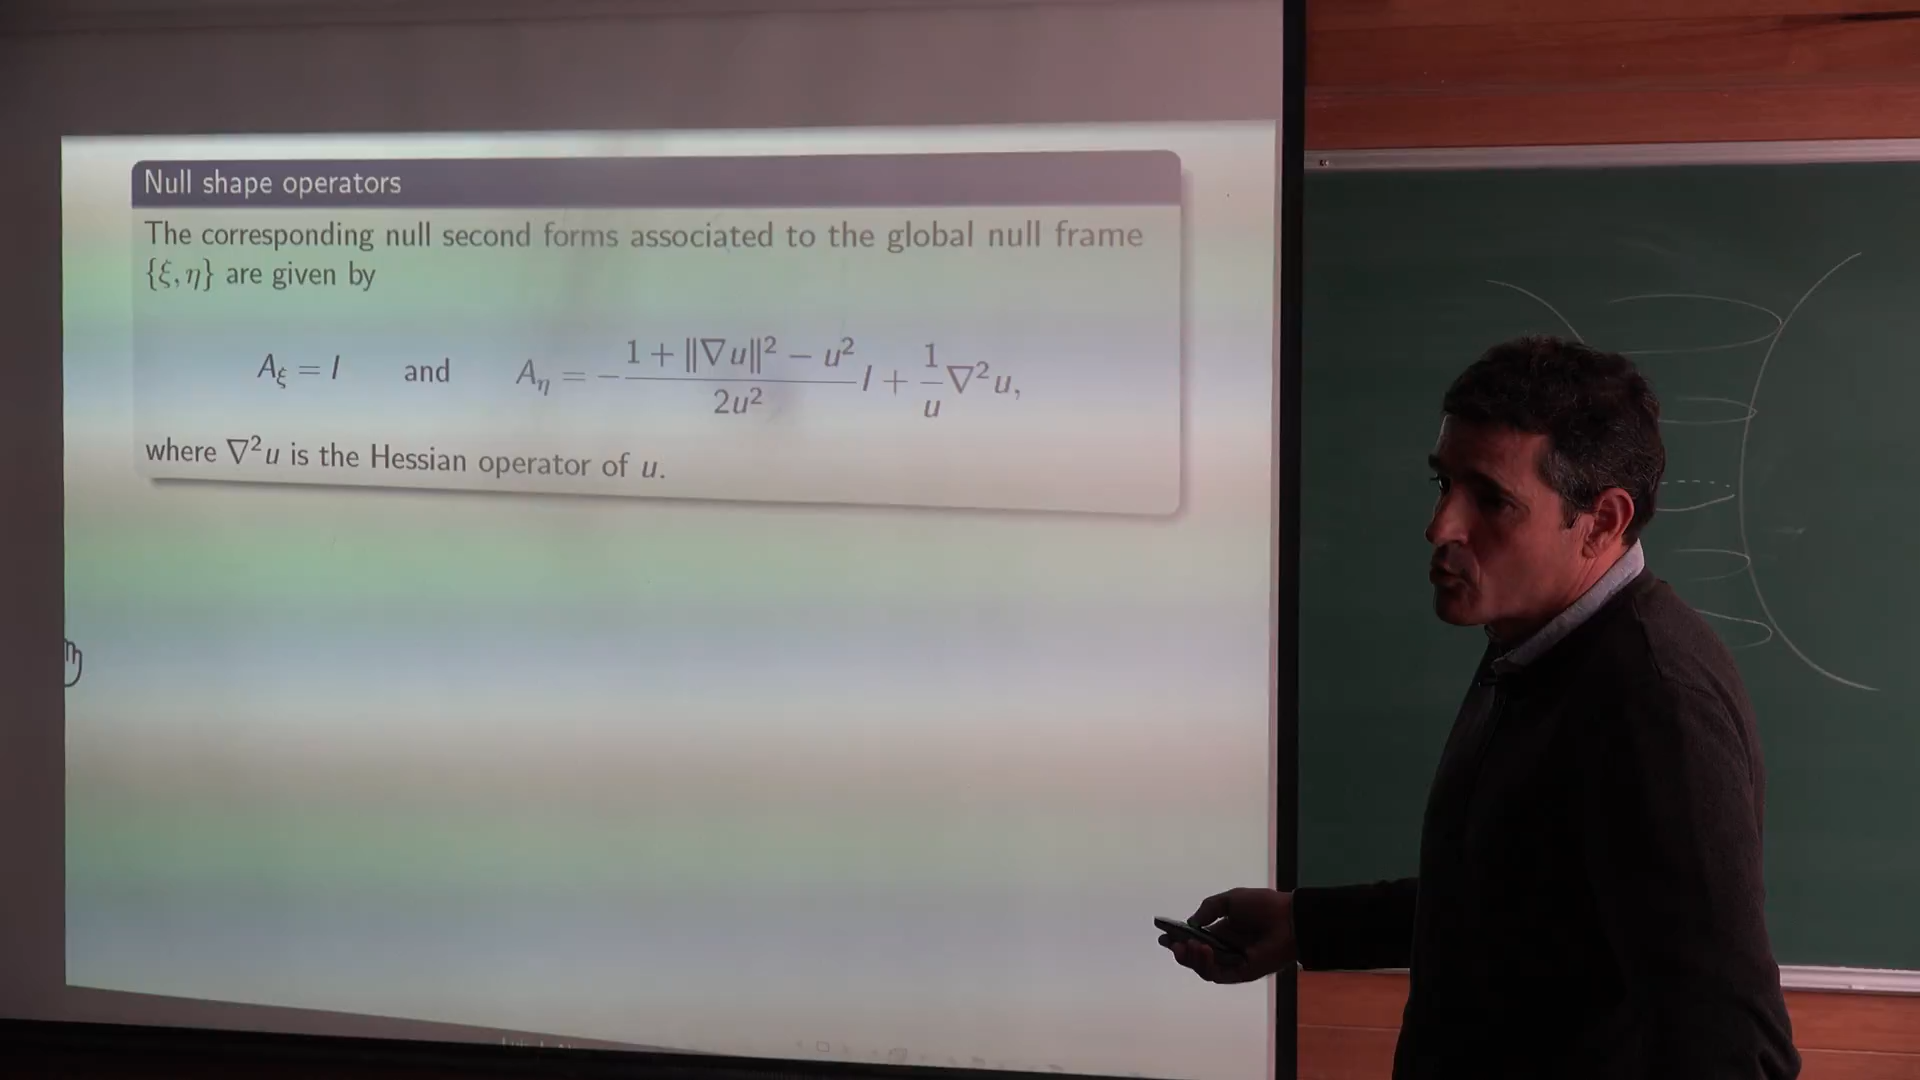 Null shape operators
The corresponding null second forms associated to the global null frame
{ξ, η} are given by
A_ξ = I and A_η = −(1 + ‖∇u‖² − u²)/(2u²) I + (1/u)∇²u,
where ∇²u is the Hessian operator of u.